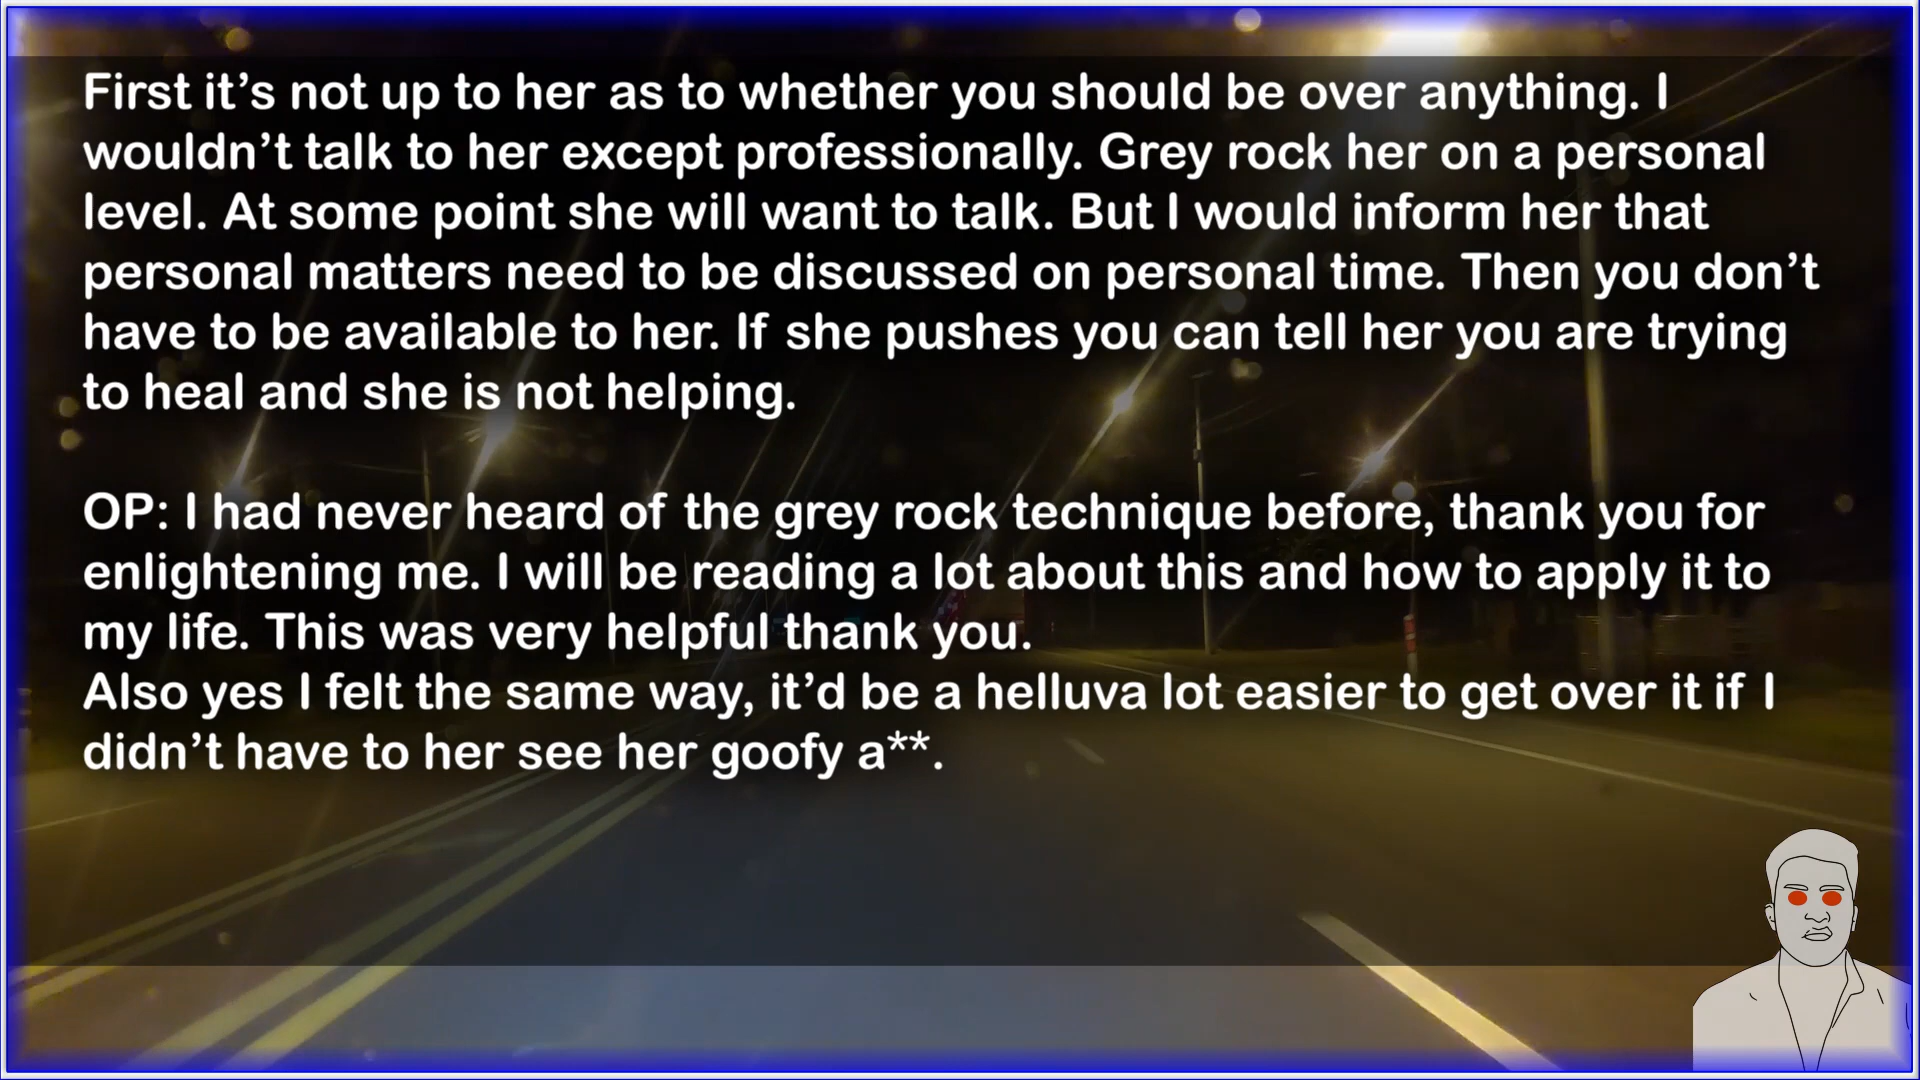 First it’s not up to her as to whether you should be over anything. I
wouldn’t talk to her except professionally. Grey rock her on a personal
level. At some point she will want to talk. But I would inform her that
personal matters need to be discussed on personal time. Then you don’t
have to be available to her. If she pushes you can tell her you are trying
to heal and she is not helping.
OP: I had never heard of the grey rock technique before, thank you for
enlightening me. I will be reading a lot about this and how to apply it to
my life. This was very helpful thank you.
Also yes I felt the same way, it’d be a helluva lot easier to get over it if I
didn’t have to her see her goofy a**.